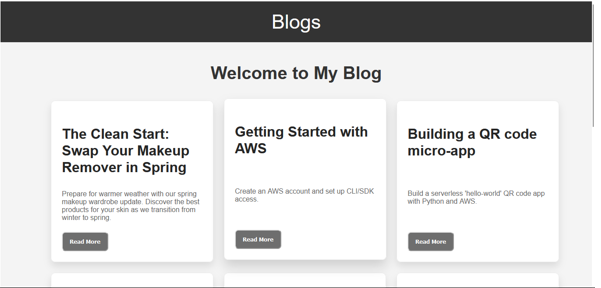 Blogs
Welcome to My Blog
The Clean Start:
Swap Your Makeup
Remover in Spring
Prepare for warmer weather with our spring
makeup wardrobe update. Discover the best
products for your skin as we transition from
winter to spring.
Read More
Getting Started with
AWS
Create an AWS account and set up CLI/SDK
access.
Read More
Building a QR code
micro-app
Build a serverless 'hello-world' QR code app
with Python and AWS.
Read More